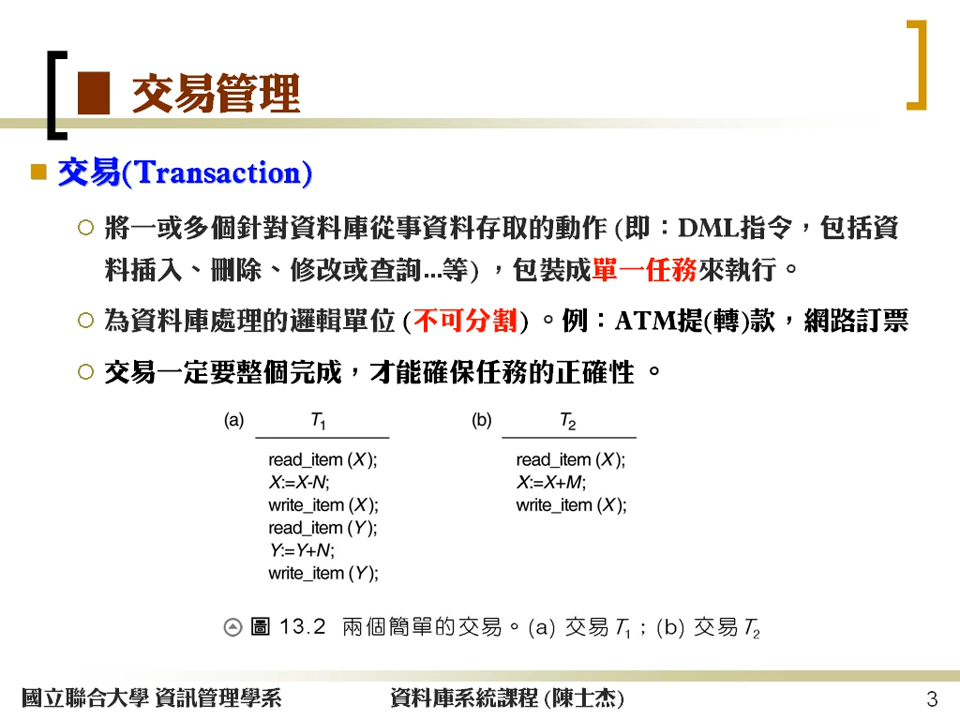 交易管理
交易(Transaction)
將一或多個針對資料庫從事資料存取的動作 (即：DML指令，包括資
料插入、刪除、修改或查詢...等) ，包裝成單一任務來執行。
為資料庫處理的邏輯單位 (不可分割) 。例：ATM提(轉)款，網路訂票
交易一定要整個完成，才能確保任務的正確性 。
(a) T1 (b) T2
read_item (X); read_item (X);
X:=X-N; X:=X+M;
write_item (X); write_item (X);
read_item (Y);
Y:=Y+N;
write_item (Y);
圖 13.2 兩個簡單的交易。(a) 交易 T1；(b) 交易 T2
國立聯合大學 資訊管理學系 資料庫系統課程 (陳士杰) 3